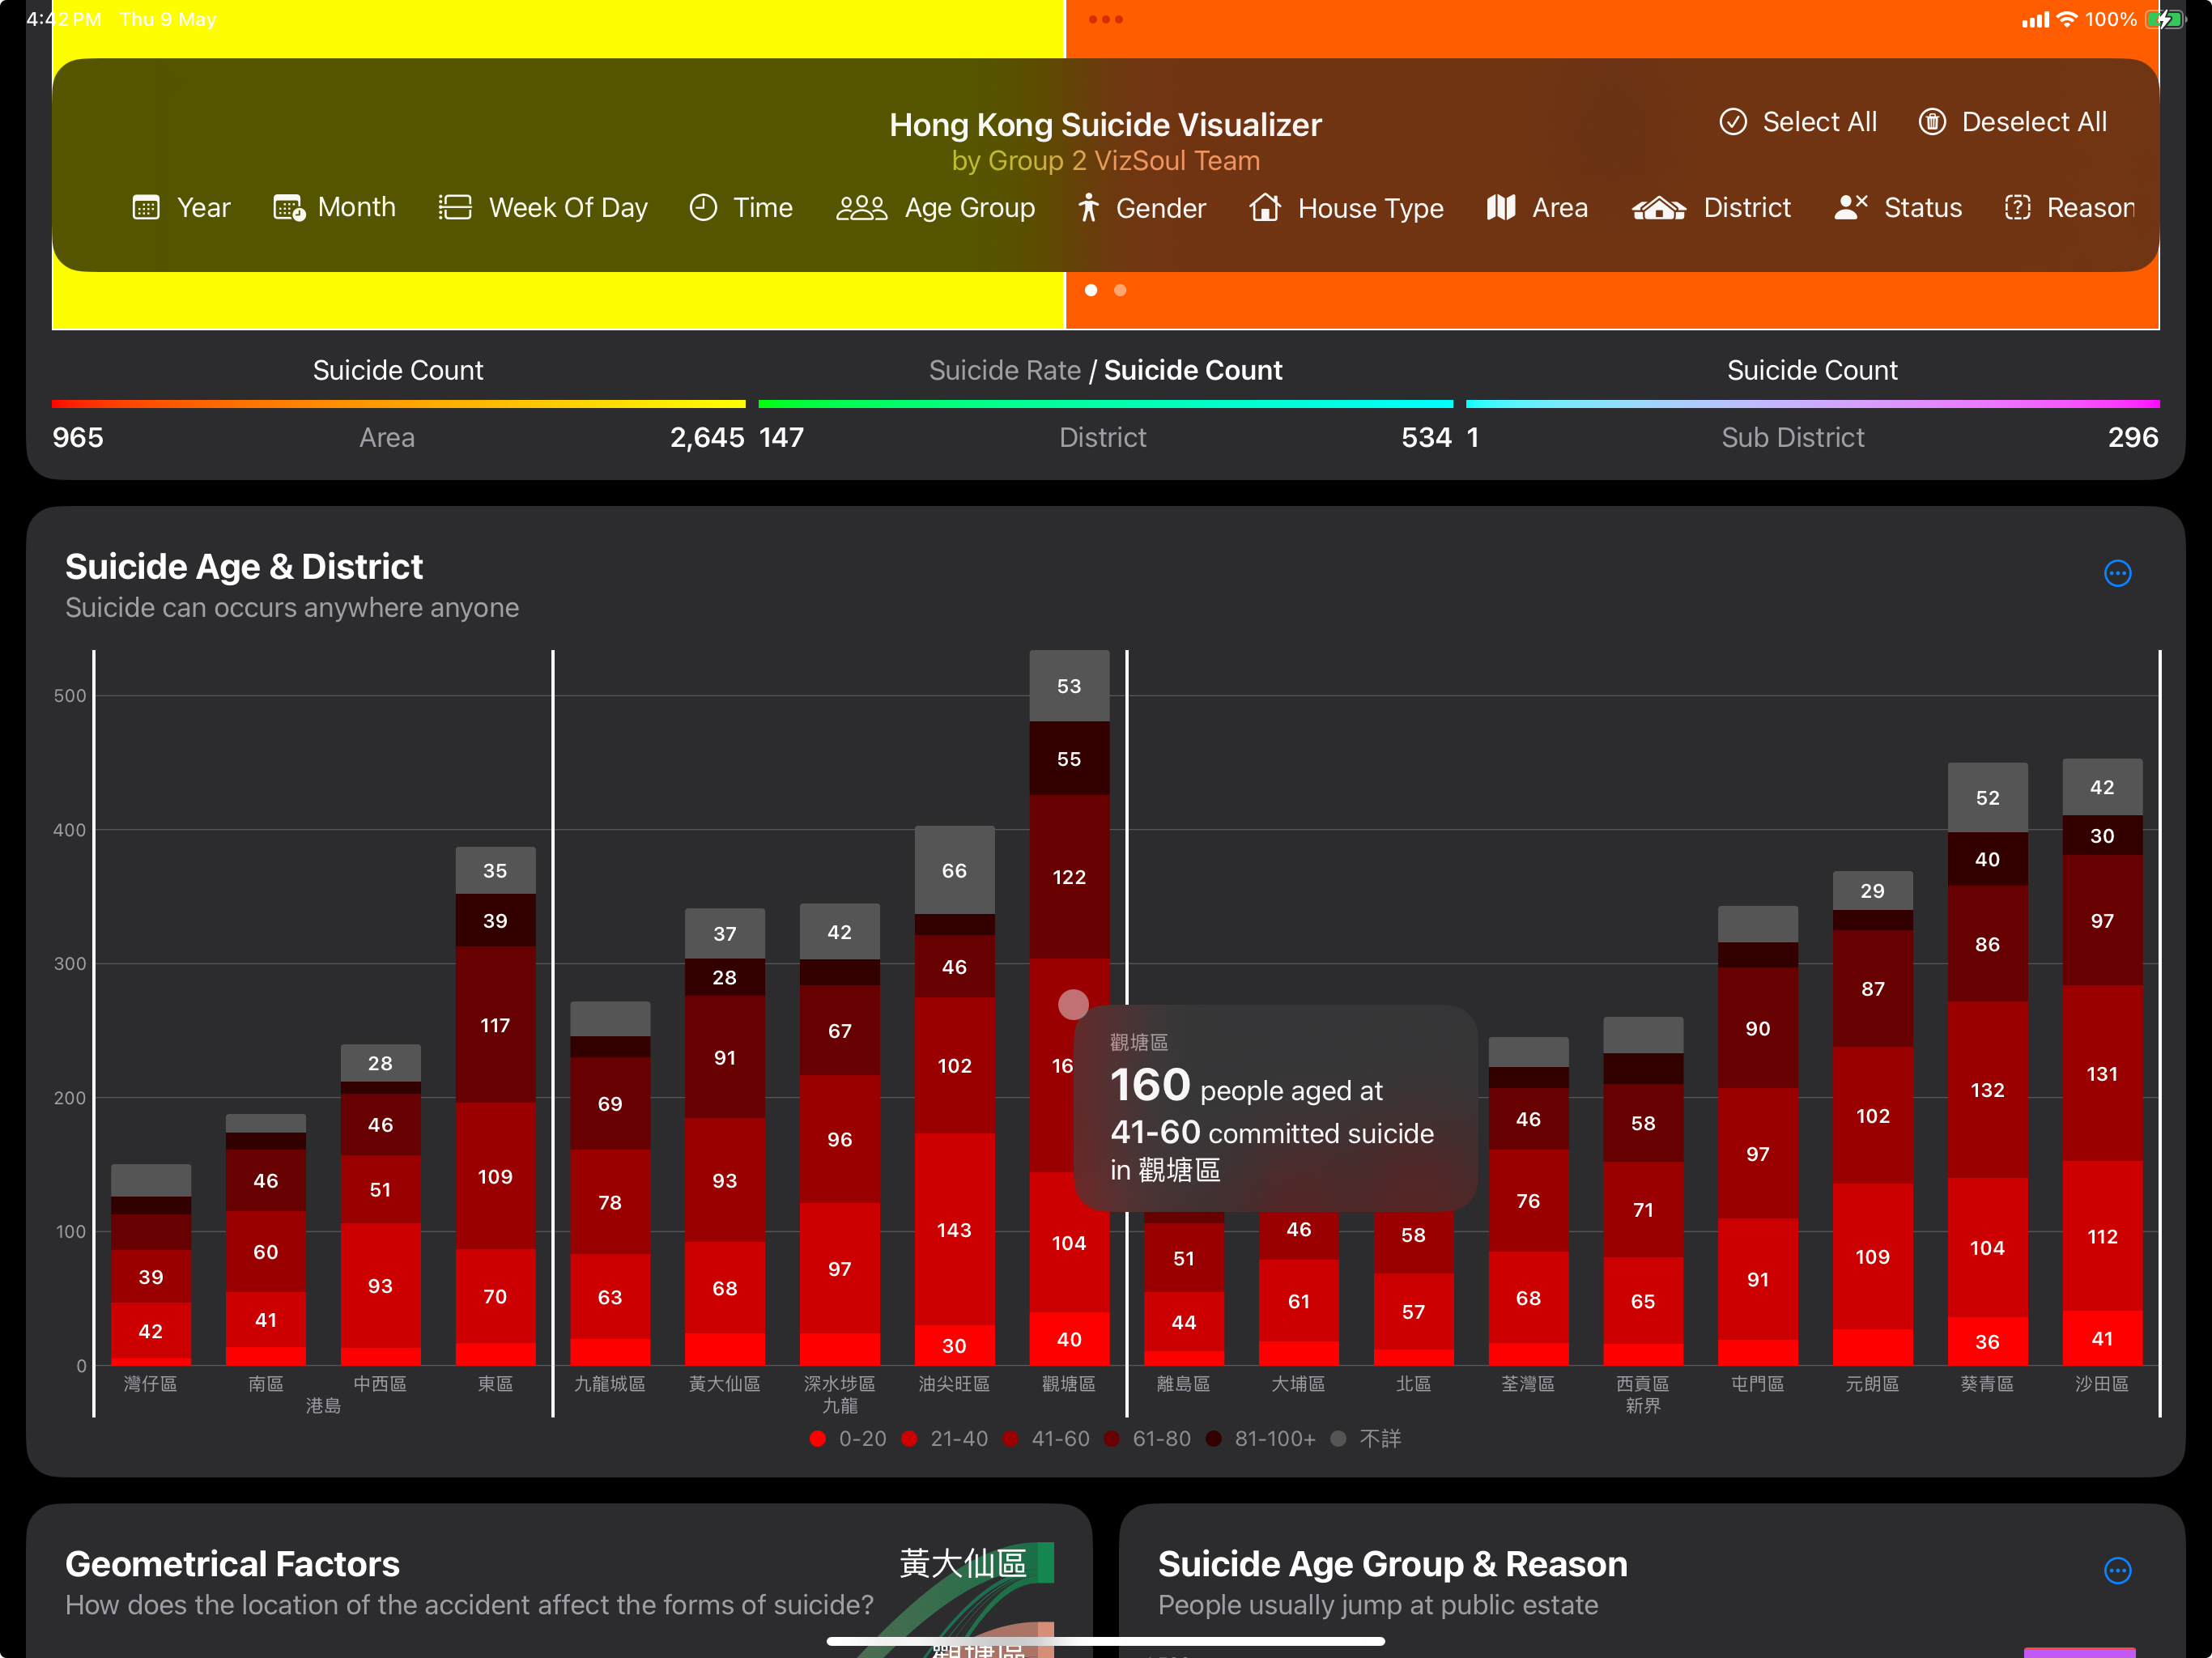 4:42 PM Thu 9 May
100%
Hong Kong Suicide Visualizer
by Group 2 VizSoul Team
Select All
Deselect All
Year Month Week Of Day Time Age Group Gender House Type Area District Status Reason
Suicide Count
Suicide Rate / Suicide Count
Suicide Count
965 Area 2,645
147 District 534
1 Sub District 296
Suicide Age & District
Suicide can occurs anywhere anyone
500
400
300
200
100
0
39
42
46
60
41
28
46
51
93
35
39
117
109
70
69
78
63
37
28
91
93
68
42
67
96
97
66
46
102
143
30
53
55
122
16
104
40
觀塘區
160 people aged at
41-60 committed suicide
in 觀塘區
51
44
46
61
58
57
46
76
68
58
71
65
90
97
91
29
87
102
109
52
40
86
132
104
36
42
30
97
131
112
41
灣仔區 南區 中西區 東區 九龍城區 黃大仙區 深水埗區 油尖旺區 觀塘區 離島區 大埔區 北區 荃灣區 西貢區 屯門區 元朗區 葵青區 沙田區
港島 九龍 新界
0-20 21-40 41-60 61-80 81-100+ 不詳
Geometrical Factors
How does the location of the accident affect the forms of suicide?
黃大仙區
觀塘區
Suicide Age Group & Reason
People usually jump at public estate